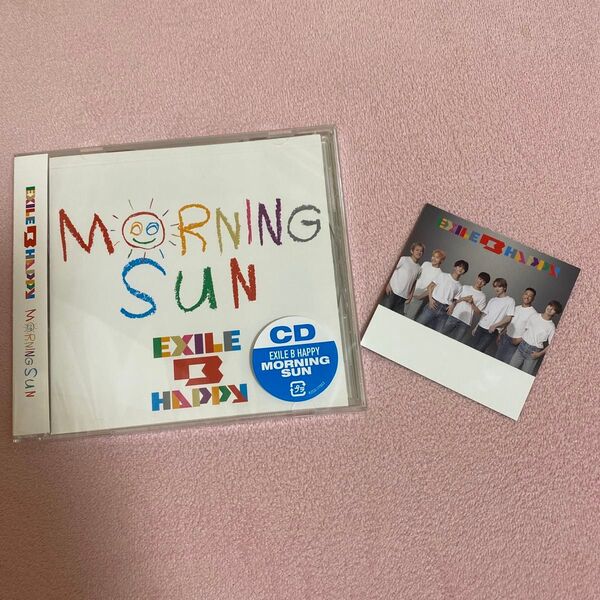 EXILE B HAPPY MORNING SUN
MORNING
SUN
EXILE
B
HAPPY
CD
EXILE B HAPPY
MORNING
SUN
EXILE B HAPPY